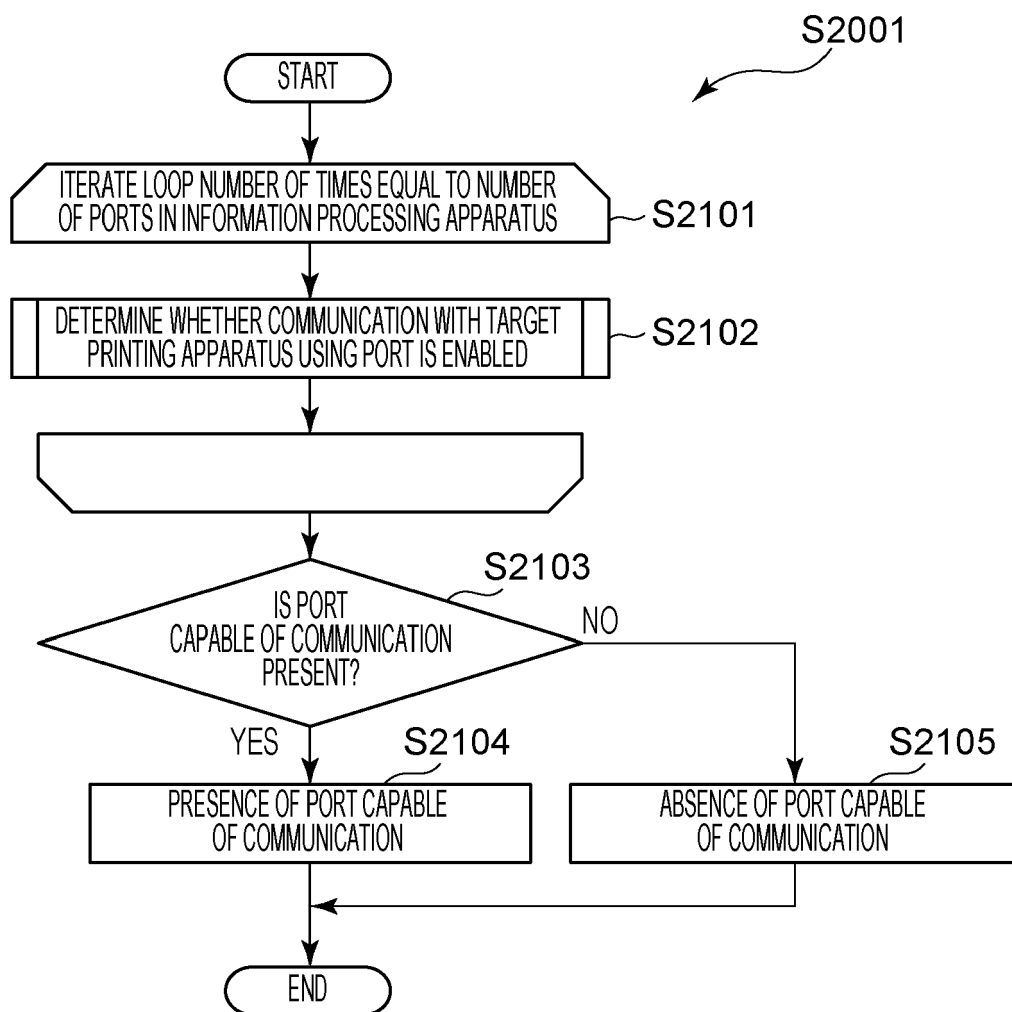 S2001
START
ITERATE LOOP NUMBER OF TIMES EQUAL TO NUMBER
OF PORTS IN INFORMATION PROCESSING APPARATUS
S2101
DETERMINE WHETHER COMMUNICATION WITH TARGET
PRINTING APPARATUS USING PORT IS ENABLED
S2102
S2103
IS PORT
CAPABLE OF COMMUNICATION
PRESENT?
NO
YES
S2104
PRESENCE OF PORT CAPABLE
OF COMMUNICATION
S2105
ABSENCE OF PORT CAPABLE
OF COMMUNICATION
END